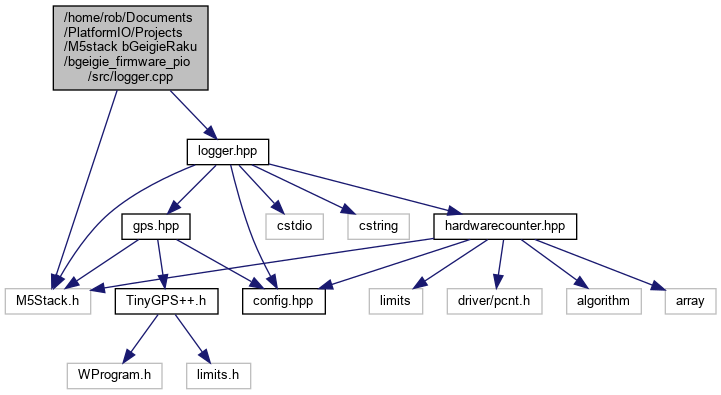 /home/rob/Documents
/PlatformIO/Projects
/M5stack bGeigieRaku
/bgeigie_firmware_pio
/src/logger.cpp
logger.hpp
gps.hpp
cstdio
cstring
hardwarecounter.hpp
M5Stack.h
TinyGPS++.h
config.hpp
limits
driver/pcnt.h
algorithm
array
WProgram.h
limits.h